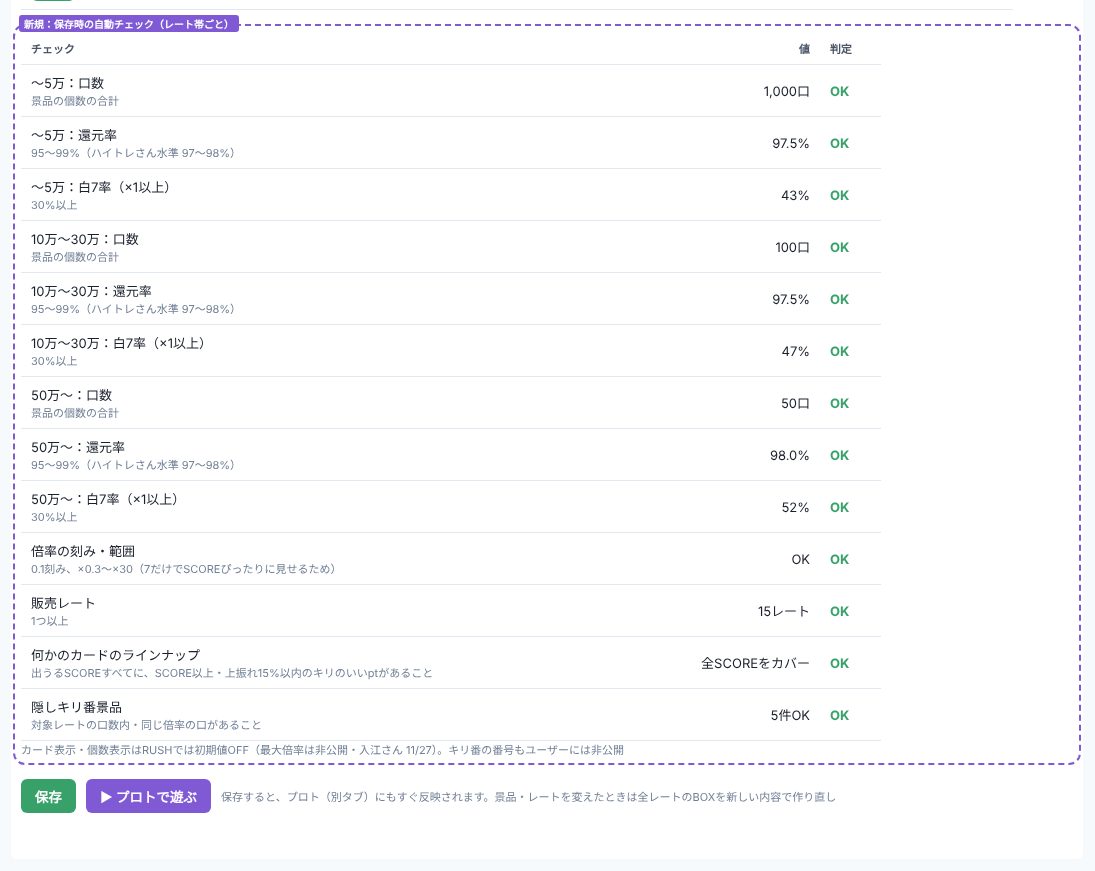 新規：保存時の自動チェック（レート帯ごと）
チェック 値 判定
〜5万：口数 1,000口 OK
景品の個数の合計
〜5万：還元率 97.5% OK
95〜99%（ハイトレさん水準 97〜98%）
〜5万：白7率（×1以上） 43% OK
30%以上
10万〜30万：口数 100口 OK
景品の個数の合計
10万〜30万：還元率 97.5% OK
95〜99%（ハイトレさん水準 97〜98%）
10万〜30万：白7率（×1以上） 47% OK
30%以上
50万〜：口数 50口 OK
景品の個数の合計
50万〜：還元率 98.0% OK
95〜99%（ハイトレさん水準 97〜98%）
50万〜：白7率（×1以上） 52% OK
30%以上
倍率の刻み・範囲 OK OK
0.1刻み、×0.3〜×30（7だけでSCOREぴったりに見せるため）
販売レート 15レート OK
1つ以上
何かのカードのラインナップ 全SCOREをカバー OK
出うるSCOREすべてに、SCORE以上・上振れ15%以内のキリのいいptがあること
隠しキリ番景品 5件OK OK
対象レートの口数内・同じ倍率の口があること
カード表示・個数表示はRUSHでは初期値OFF（最大倍率は非公開・入江さん 11/27）。キリ番の番号もユーザーには非公開
保存 ▶ プロトで遊ぶ 保存すると、プロト（別タブ）にもすぐ反映されます。景品・レートを変えたときは全レートのBOXを新しい内容で作り直し